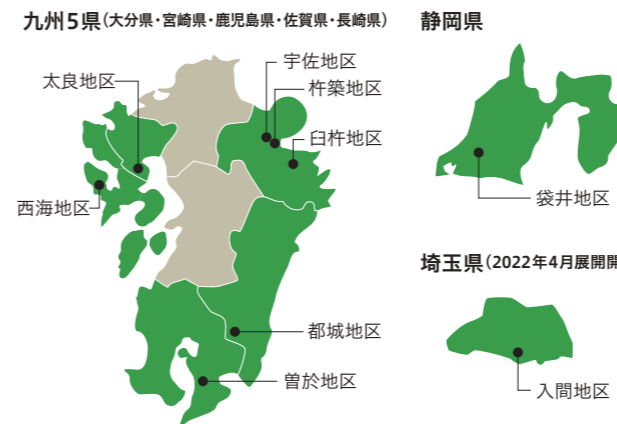 九州5県(大分県・宮崎県・鹿児島県・佐賀県・長崎県)
太良地区
宇佐地区
杵築地区
臼杵地区
西海地区
都城地区
曽於地区
静岡県
袋井地区
埼玉県(2022年4月展開開
入間地区